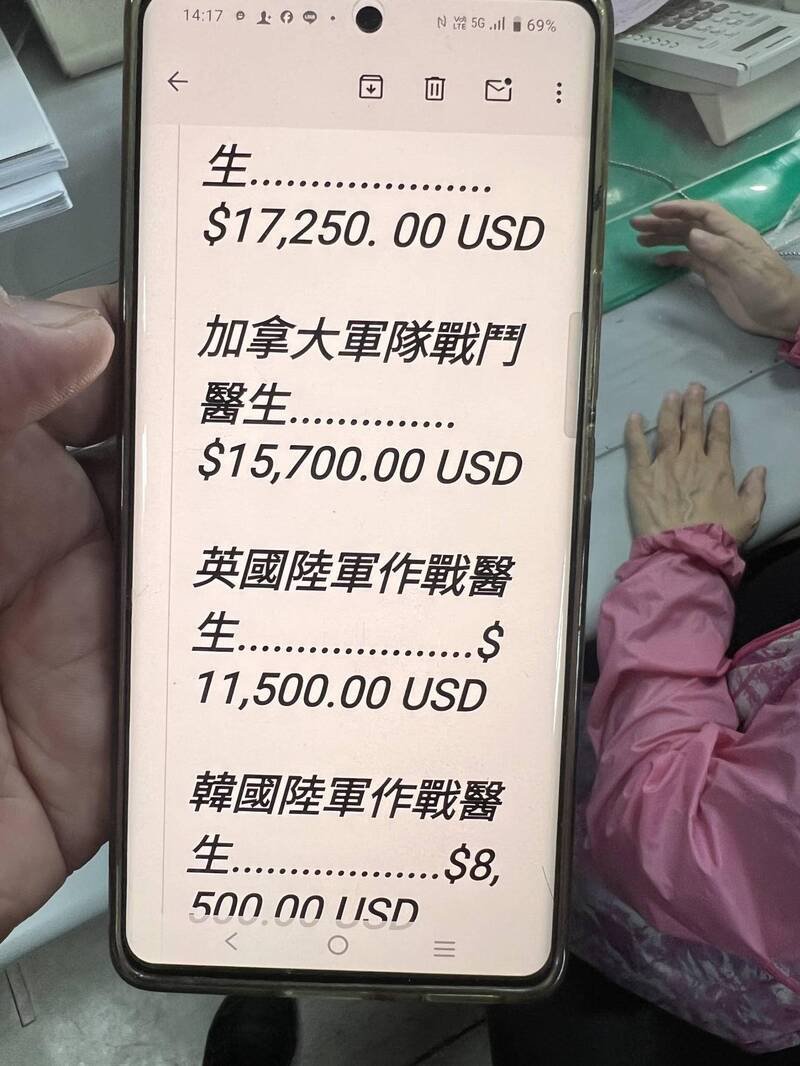 14:17 5G 69%
生....................
$17,250. 00 USD
加拿大軍隊戰鬥
醫生..............
$15,700.00 USD
英國陸軍作戰醫
生....................$
11,500.00 USD
韓國陸軍作戰醫
生..................$8,
500.00 USD